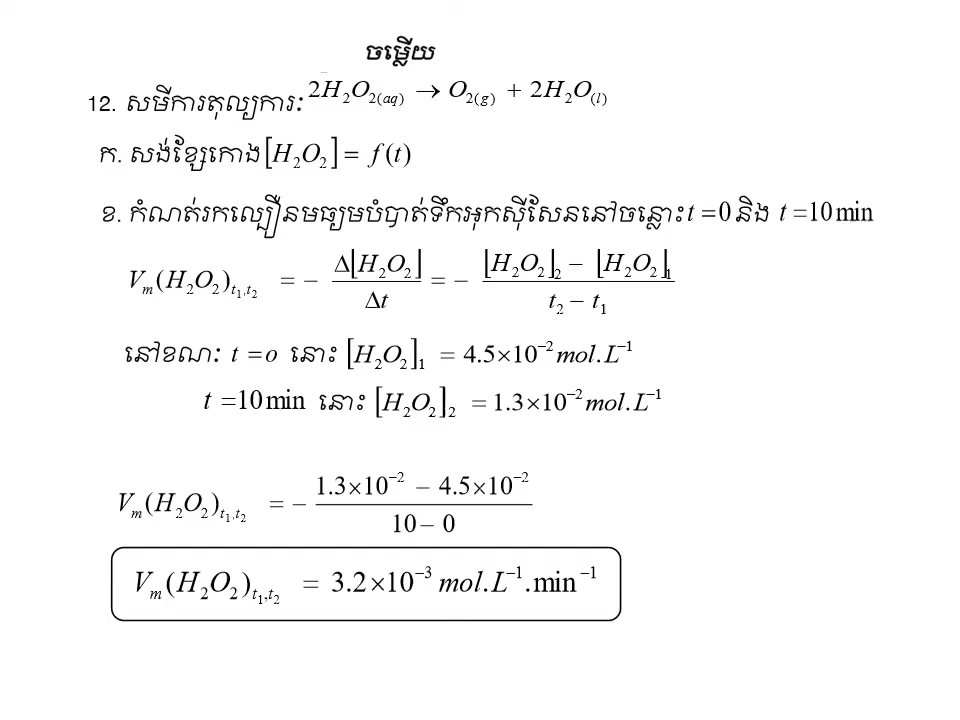 ចម្លើយ
12. សមីការតុល្យការៈ 2H₂O₂₍aq₎ → O₂₍g₎ + 2H₂O₍l₎
ក. សង់ខ្សែកោង [H₂O₂] = f(t)
ខ. កំណត់រកល្បឿនមធ្យមបំបាត់ទឹកអុកស៊ីសែននៅចន្លោះ t = 0 និង t = 10 min
Vₘ(H₂O₂)t₁,t₂ = − Δ[H₂O₂] / Δt = − ([H₂O₂]₂ − [H₂O₂]₁) / (t₂ − t₁)
នៅខណៈ t = o នោះ [H₂O₂]₁ = 4.5×10⁻² mol.L⁻¹
t = 10 min នោះ [H₂O₂]₂ = 1.3×10⁻² mol.L⁻¹
Vₘ(H₂O₂)t₁,t₂ = − (1.3×10⁻² − 4.5×10⁻²) / (10 − 0)
Vₘ(H₂O₂)t₁,t₂ = 3.2×10⁻³ mol.L⁻¹.min⁻¹